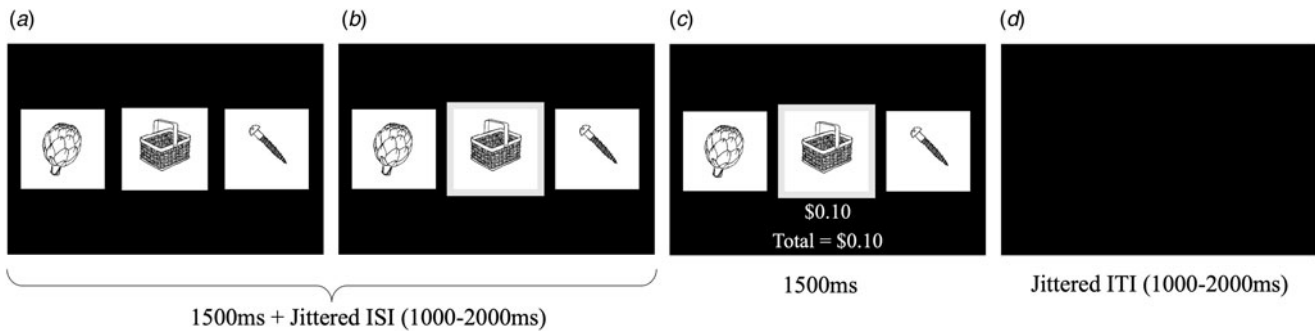 (a)
(b)
(c)
(d)
$0.10
Total = $0.10
1500ms
Jittered ITI (1000-2000ms)
1500ms + Jittered ISI (1000-2000ms)